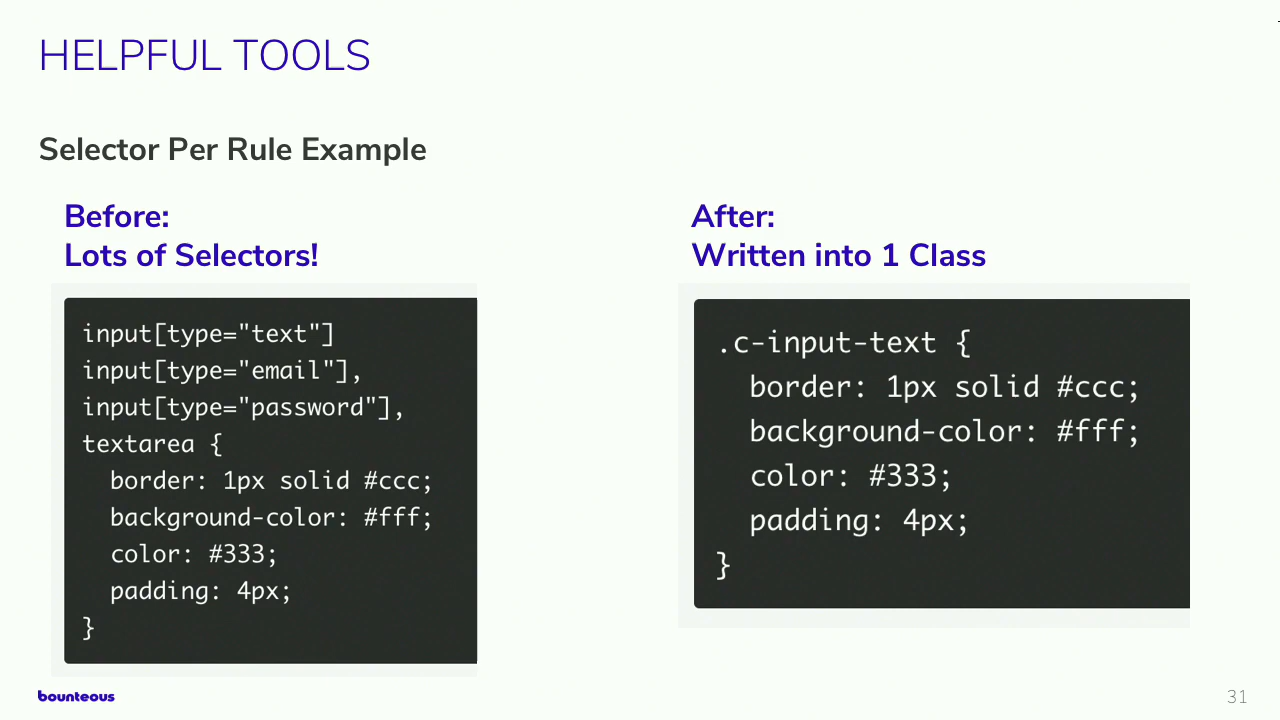 HELPFUL TOOLS
Selector Per Rule Example
Before:
Lots of Selectors!
input[type="text"]
input[type="email"],
input[type="password"],
textarea {
  border: 1px solid #ccc;
  background-color: #fff;
  color: #333;
  padding: 4px;
}
After:
Written into 1 Class
.c-input-text {
  border: 1px solid #ccc;
  background-color: #fff;
  color: #333;
  padding: 4px;
}
bounteous
31